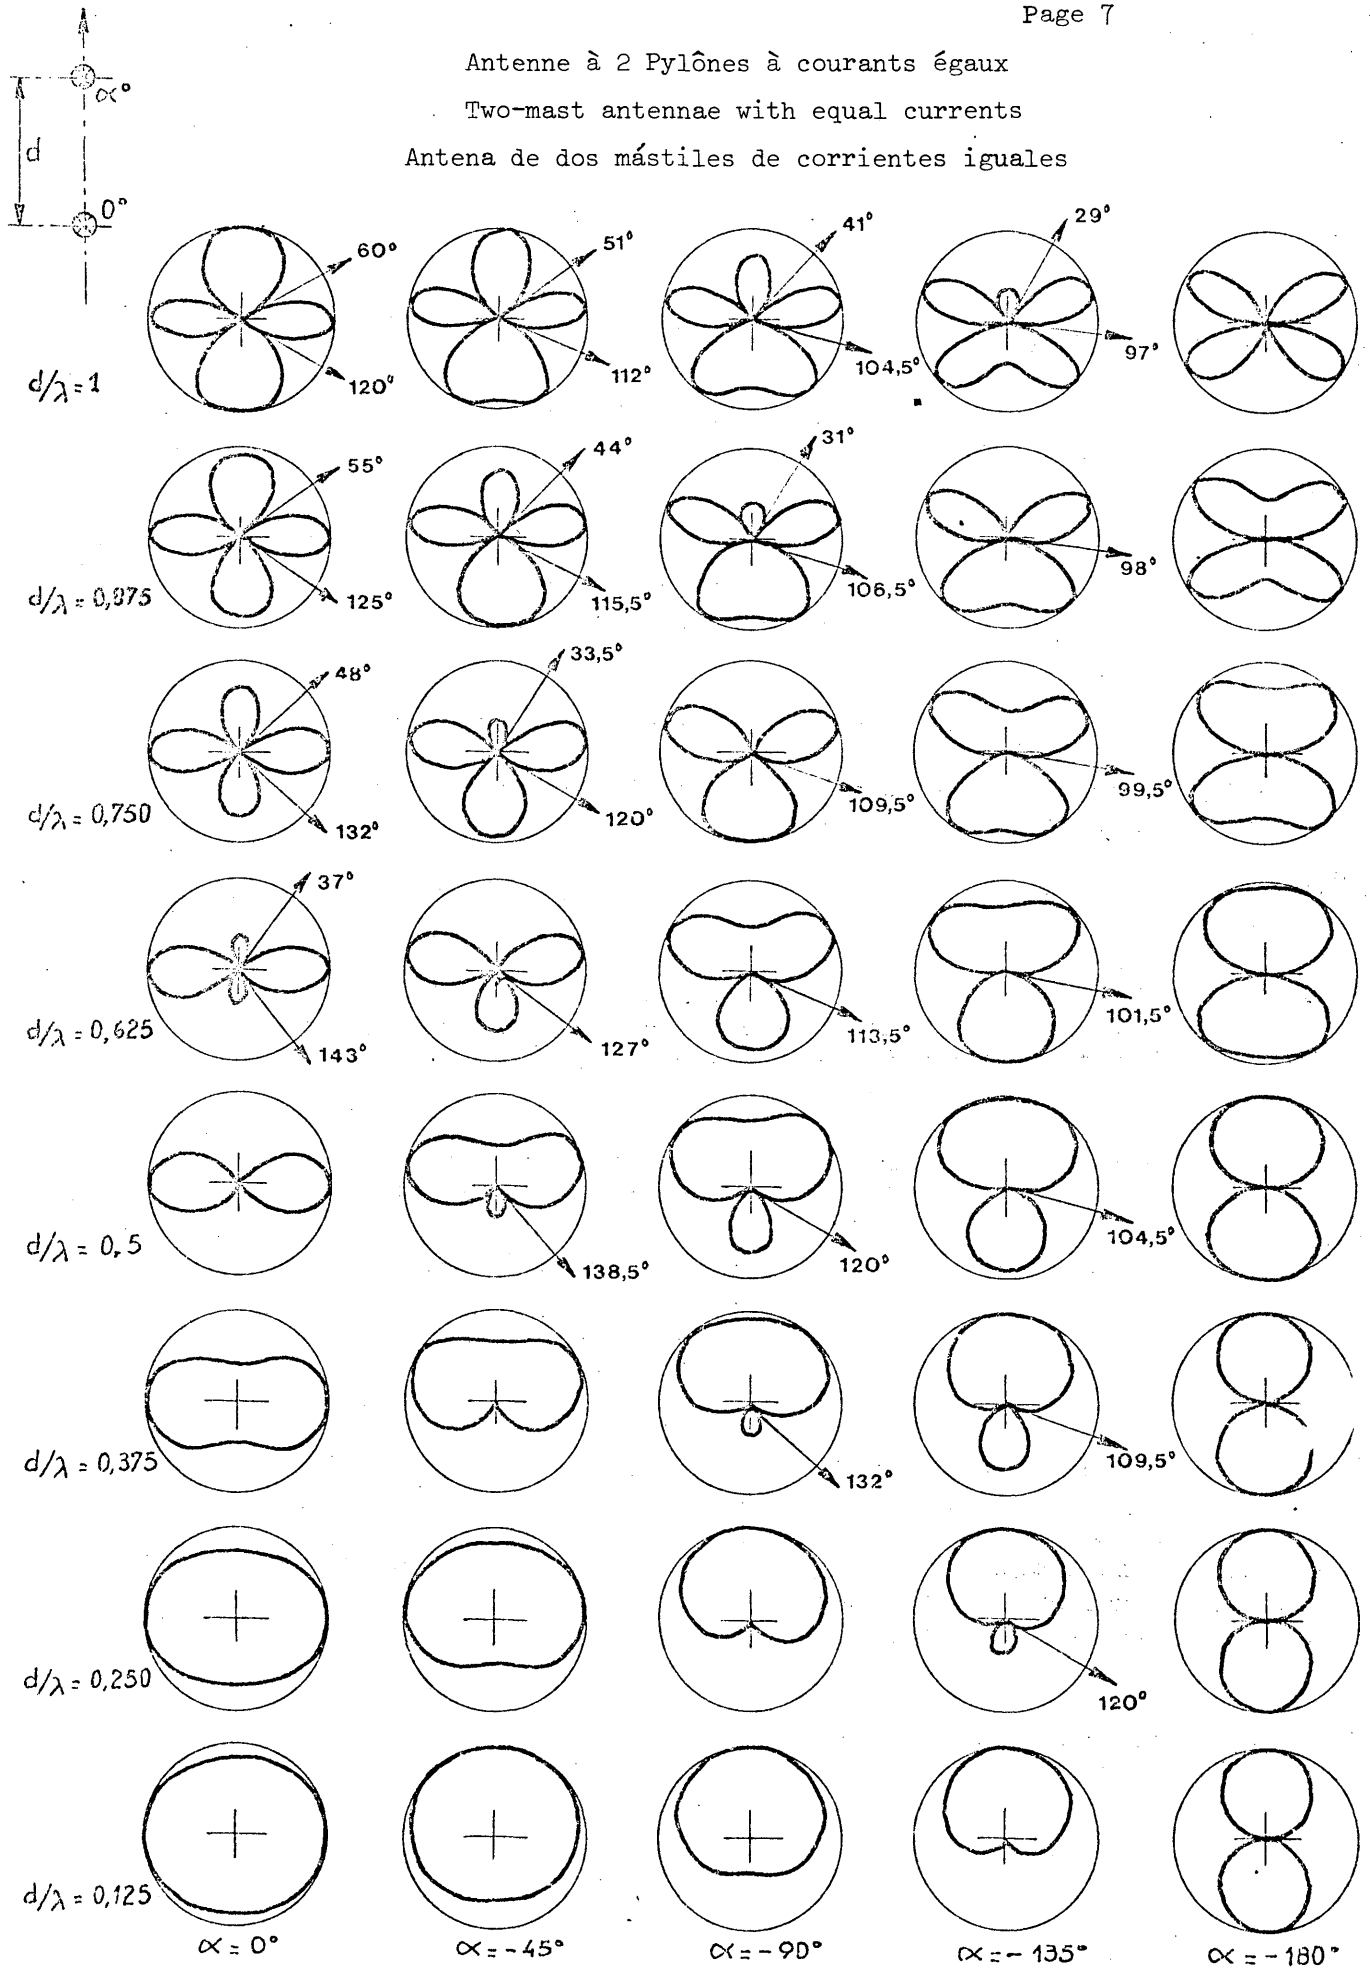 Page 7
Antenne à 2 Pylônes à courants égaux
Two-mast antennae with equal currents
Antena de dos mástiles de corrientes iguales
α°
d
0°
60° 51° 41° 29°
d/λ = 1 120° 112° 104,5° 97°
55° 44° 31°
d/λ = 0,875 125° 115,5° 106,5° 98°
48° 33,5°
d/λ = 0,750 132° 120° 109,5° 99,5°
37°
d/λ = 0,625 143° 127° 113,5° 101,5°
d/λ = 0,5 138,5° 120° 104,5°
d/λ = 0,375 132° 109,5°
d/λ = 0,250 120°
d/λ = 0,125
α = 0° α = -45° α = -90° α = -135° α = -180°